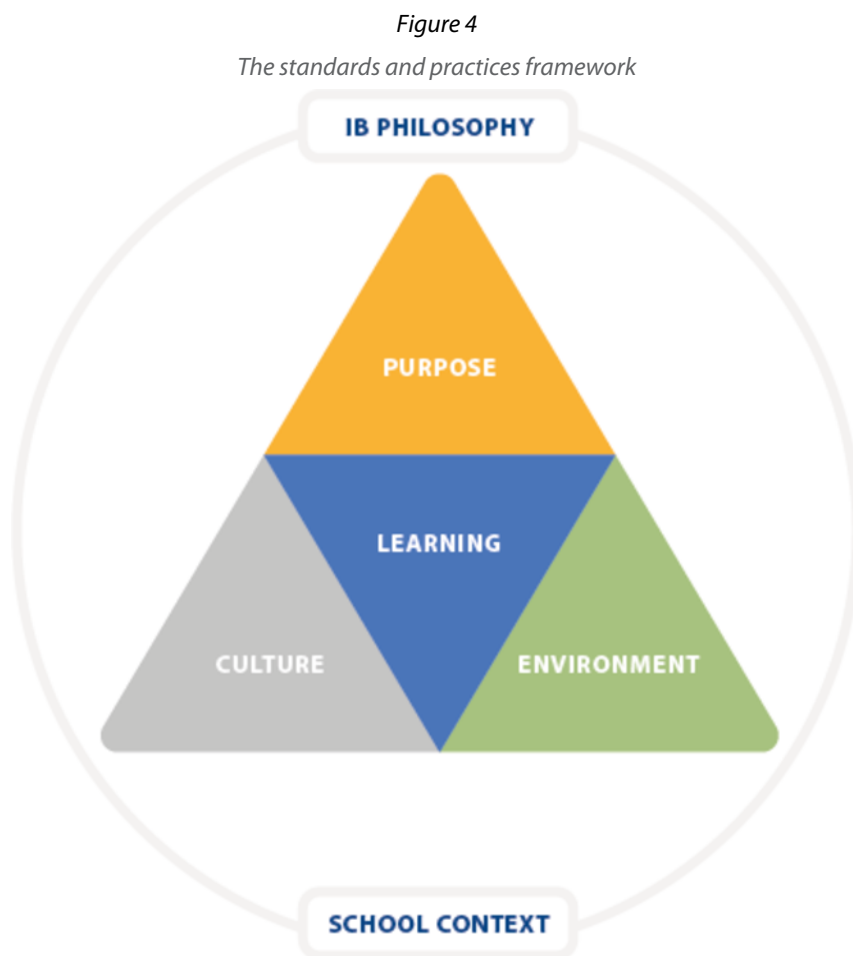 Figure 4
The standards and practices framework
IB PHILOSOPHY
PURPOSE
LEARNING
CULTURE
ENVIRONMENT
SCHOOL CONTEXT